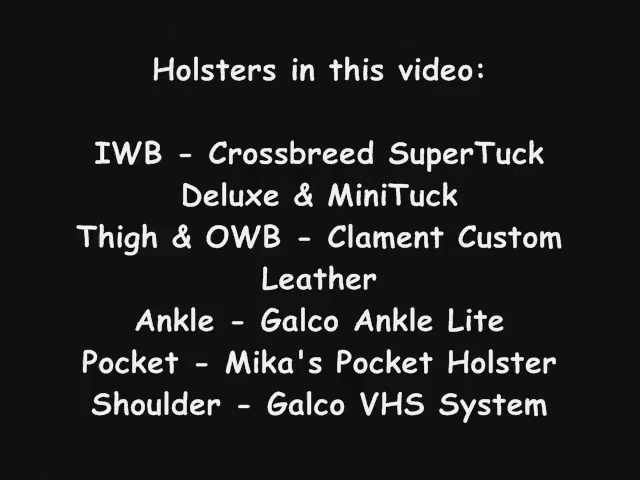 Holsters in this video:
IWB - Crossbreed SuperTuck
Deluxe & MiniTuck
Thigh & OWB - Clament Custom
Leather
Ankle - Galco Ankle Lite
Pocket - Mika's Pocket Holster
Shoulder - Galco VHS System